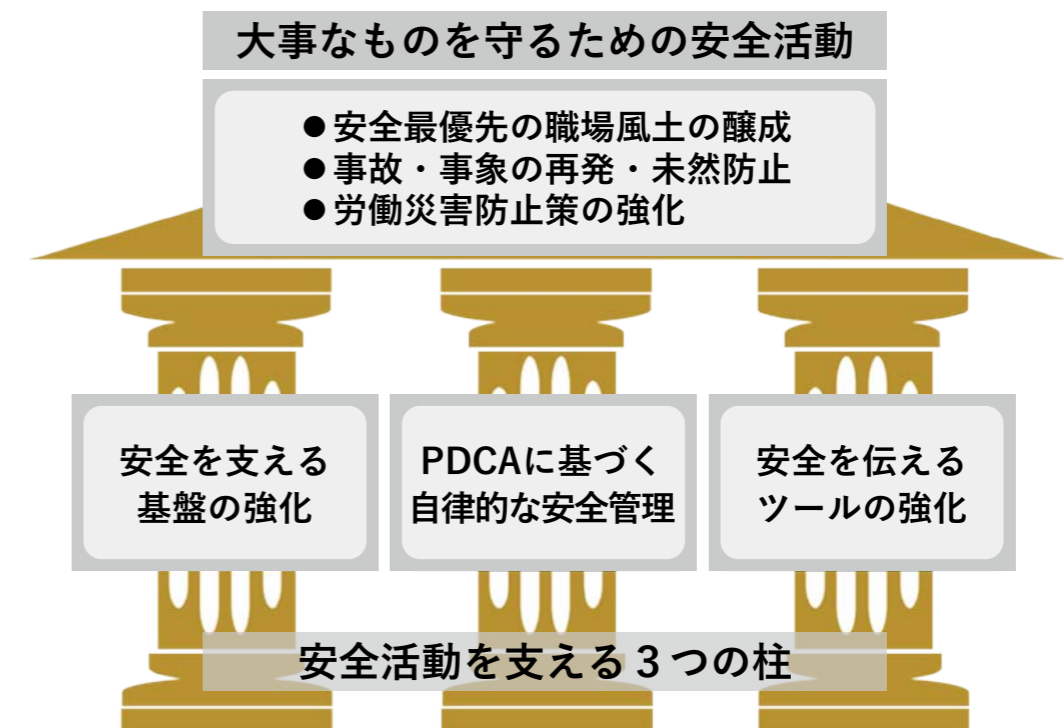 大事なものを守るための安全活動
●安全最優先の職場風土の醸成
●事故・事象の再発・未然防止
●労働災害防止策の強化
安全を支える
基盤の強化
PDCAに基づく
自律的な安全管理
安全を伝える
ツールの強化
安全活動を支える３つの柱